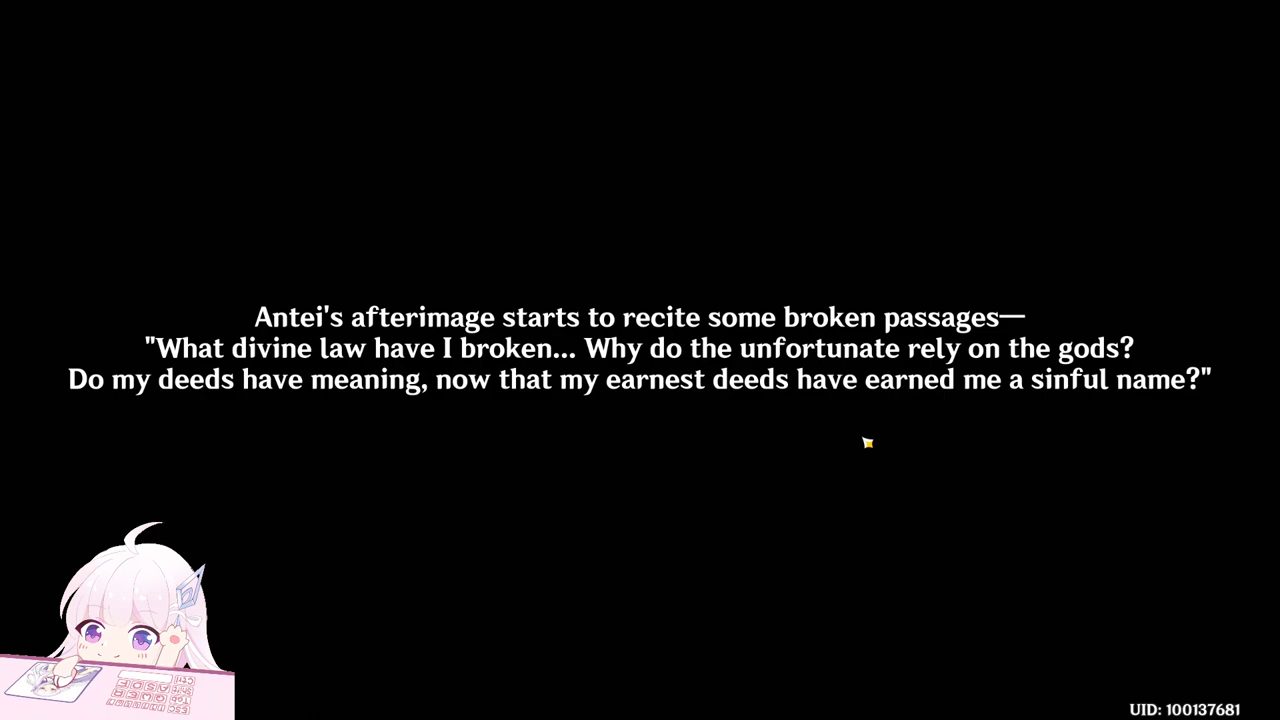 Antei's afterimage starts to recite some broken passages—
"What divine law have I broken... Why do the unfortunate rely on the gods?
Do my deeds have meaning, now that my earnest deeds have earned me a sinful name?"
UID: 100137681